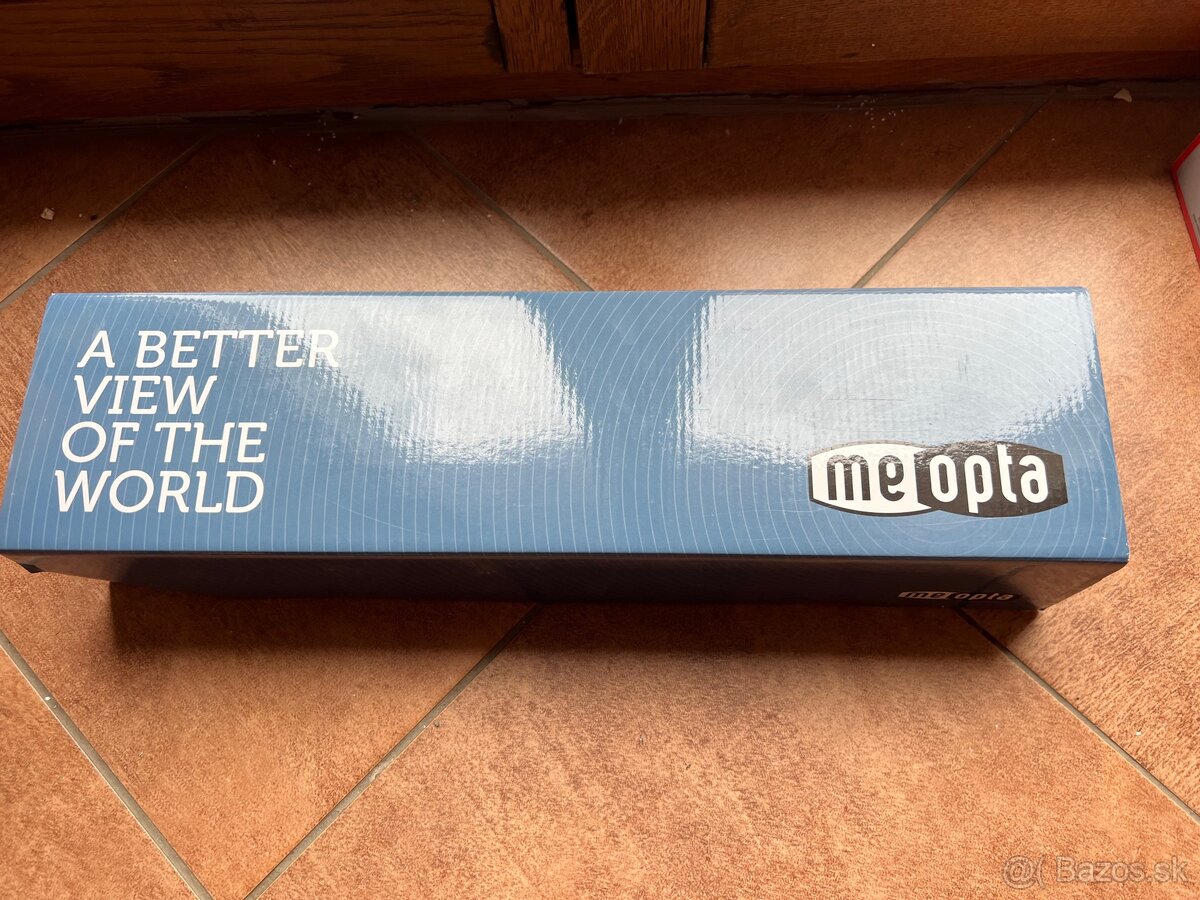 A BETTER
VIEW
OF THE
WORLD
meopta
meopta
@( Bazos.sk